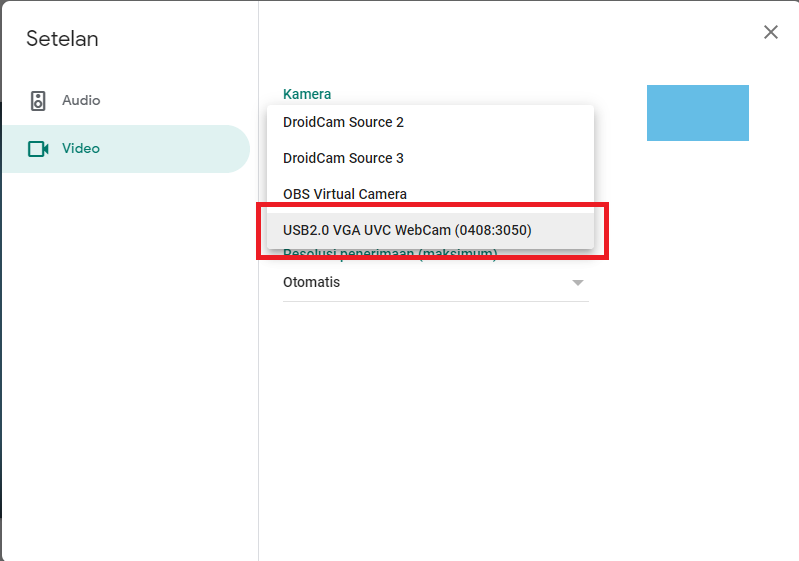 Setelan
Audio
Video
Kamera
DroidCam Source 2
DroidCam Source 3
OBS Virtual Camera
USB2.0 VGA UVC WebCam (0408:3050)
Resolusi penerimaan (maksimum)
Otomatis